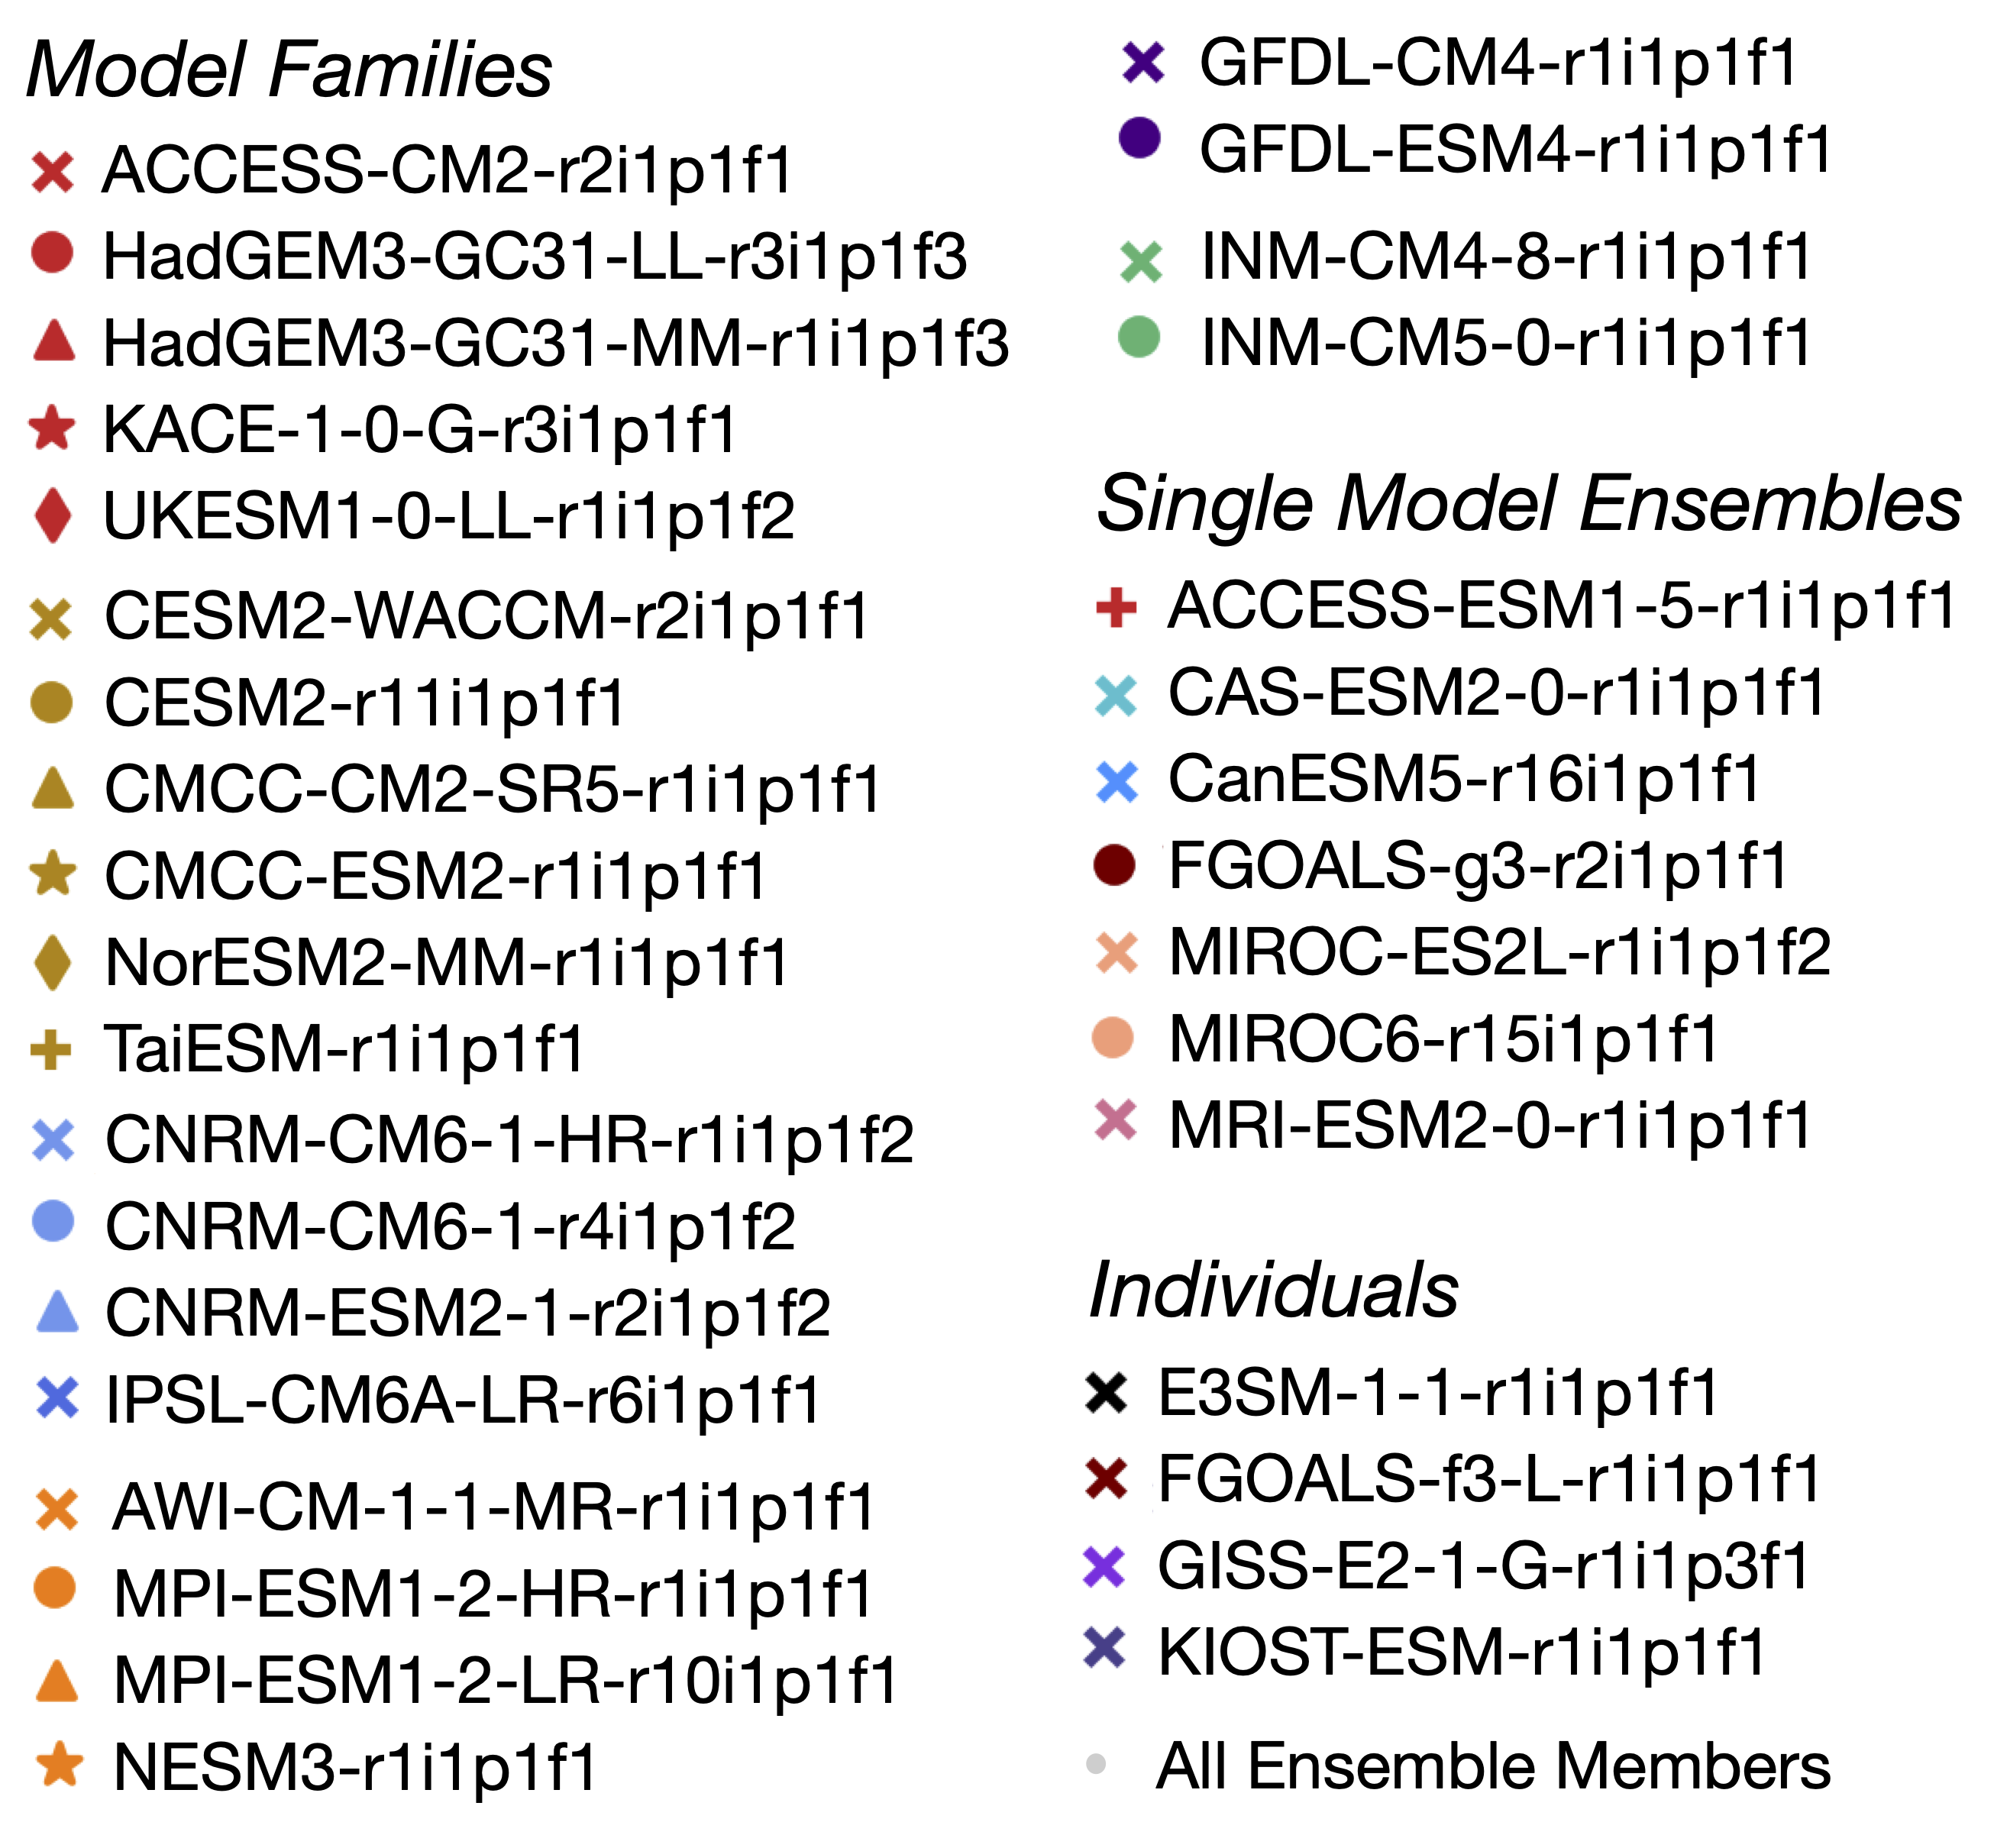 Model Families
ACCESS-CM2-r2i1p1f1
HadGEM3-GC31-LL-r3i1p1f3
HadGEM3-GC31-MM-r1i1p1f3
KACE-1-0-G-r3i1p1f1
UKESM1-0-LL-r1i1p1f2
CESM2-WACCM-r2i1p1f1
CESM2-r11i1p1f1
CMCC-CM2-SR5-r1i1p1f1
CMCC-ESM2-r1i1p1f1
NorESM2-MM-r1i1p1f1
TaiESM-r1i1p1f1
CNRM-CM6-1-HR-r1i1p1f2
CNRM-CM6-1-r4i1p1f2
CNRM-ESM2-1-r2i1p1f2
IPSL-CM6A-LR-r6i1p1f1
AWI-CM-1-1-MR-r1i1p1f1
MPI-ESM1-2-HR-r1i1p1f1
MPI-ESM1-2-LR-r10i1p1f1
NESM3-r1i1p1f1
GFDL-CM4-r1i1p1f1
GFDL-ESM4-r1i1p1f1
INM-CM4-8-r1i1p1f1
INM-CM5-0-r1i1p1f1
Single Model Ensembles
ACCESS-ESM1-5-r1i1p1f1
CAS-ESM2-0-r1i1p1f1
CanESM5-r16i1p1f1
FGOALS-g3-r2i1p1f1
MIROC-ES2L-r1i1p1f2
MIROC6-r15i1p1f1
MRI-ESM2-0-r1i1p1f1
Individuals
E3SM-1-1-r1i1p1f1
FGOALS-f3-L-r1i1p1f1
GISS-E2-1-G-r1i1p3f1
KIOST-ESM-r1i1p1f1
All Ensemble Members